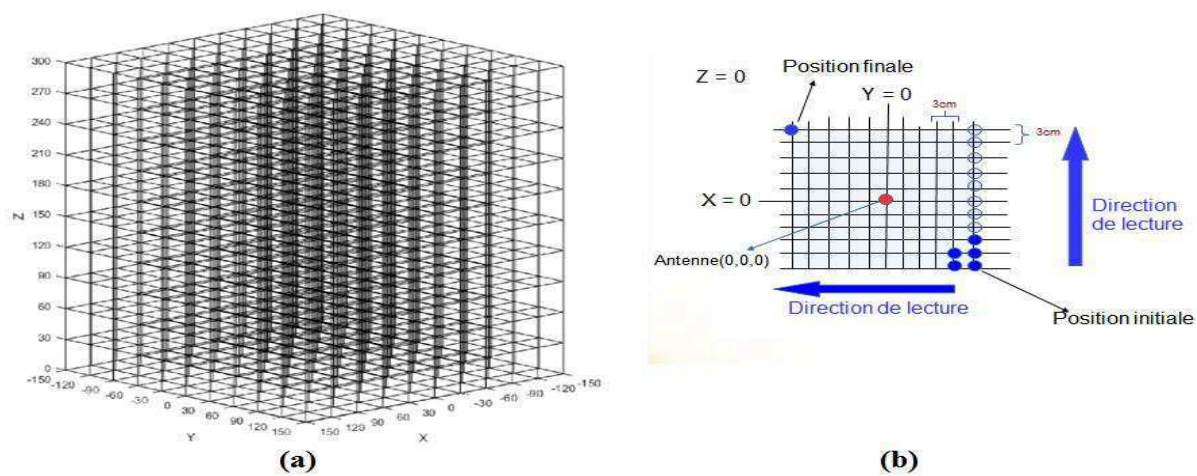 300
270
240
210
180
150
120
90
60
30
0
Z
-150
-120
-90
-60
-30
0
30
60
90
120
150
Y
150
120
90
60
30
0
-30
-60
-90
-120
-150
X
(a)
Position finale
Z = 0
Y = 0
3cm
3cm
X = 0
Direction
de lecture
Antenne(0,0,0)
Direction de lecture
Position initiale
(b)